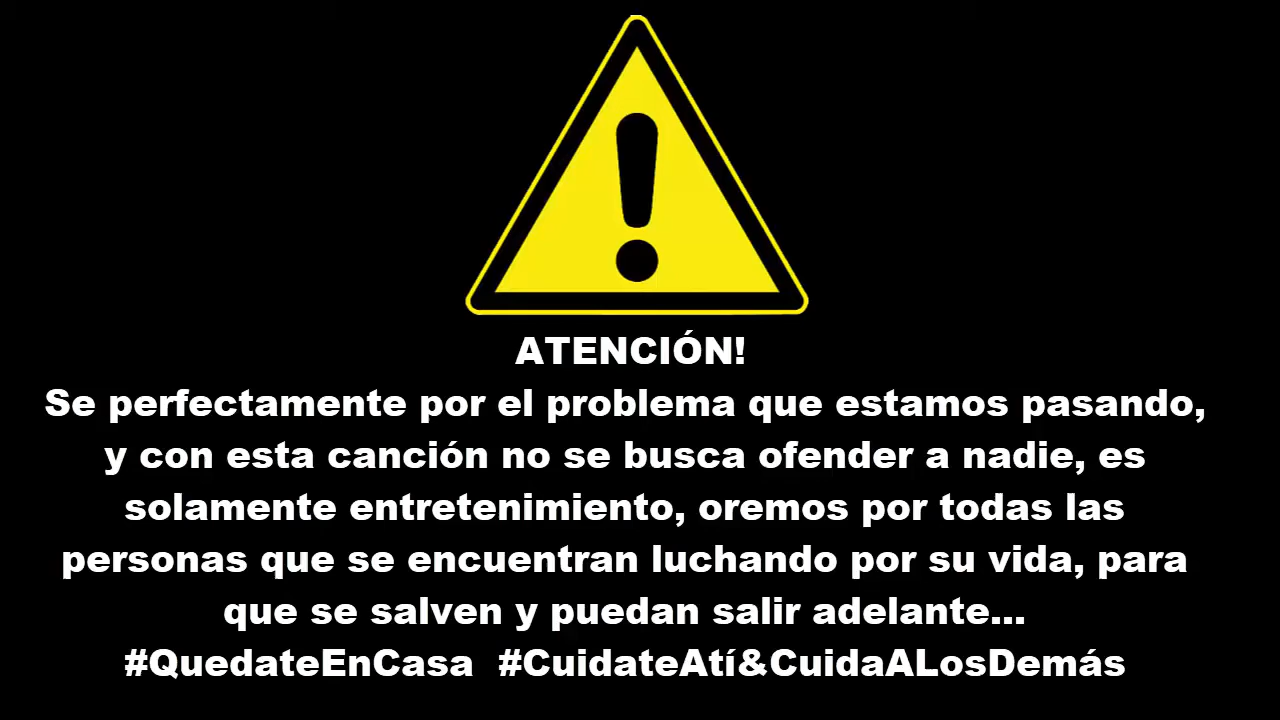 ATENCIÓN!
Se perfectamente por el problema que estamos pasando,
y con esta canción no se busca ofender a nadie, es
solamente entretenimiento, oremos por todas las
personas que se encuentran luchando por su vida, para
que se salven y puedan salir adelante...
#QuedateEnCasa #CuidateAtí&CuidaALosDemás